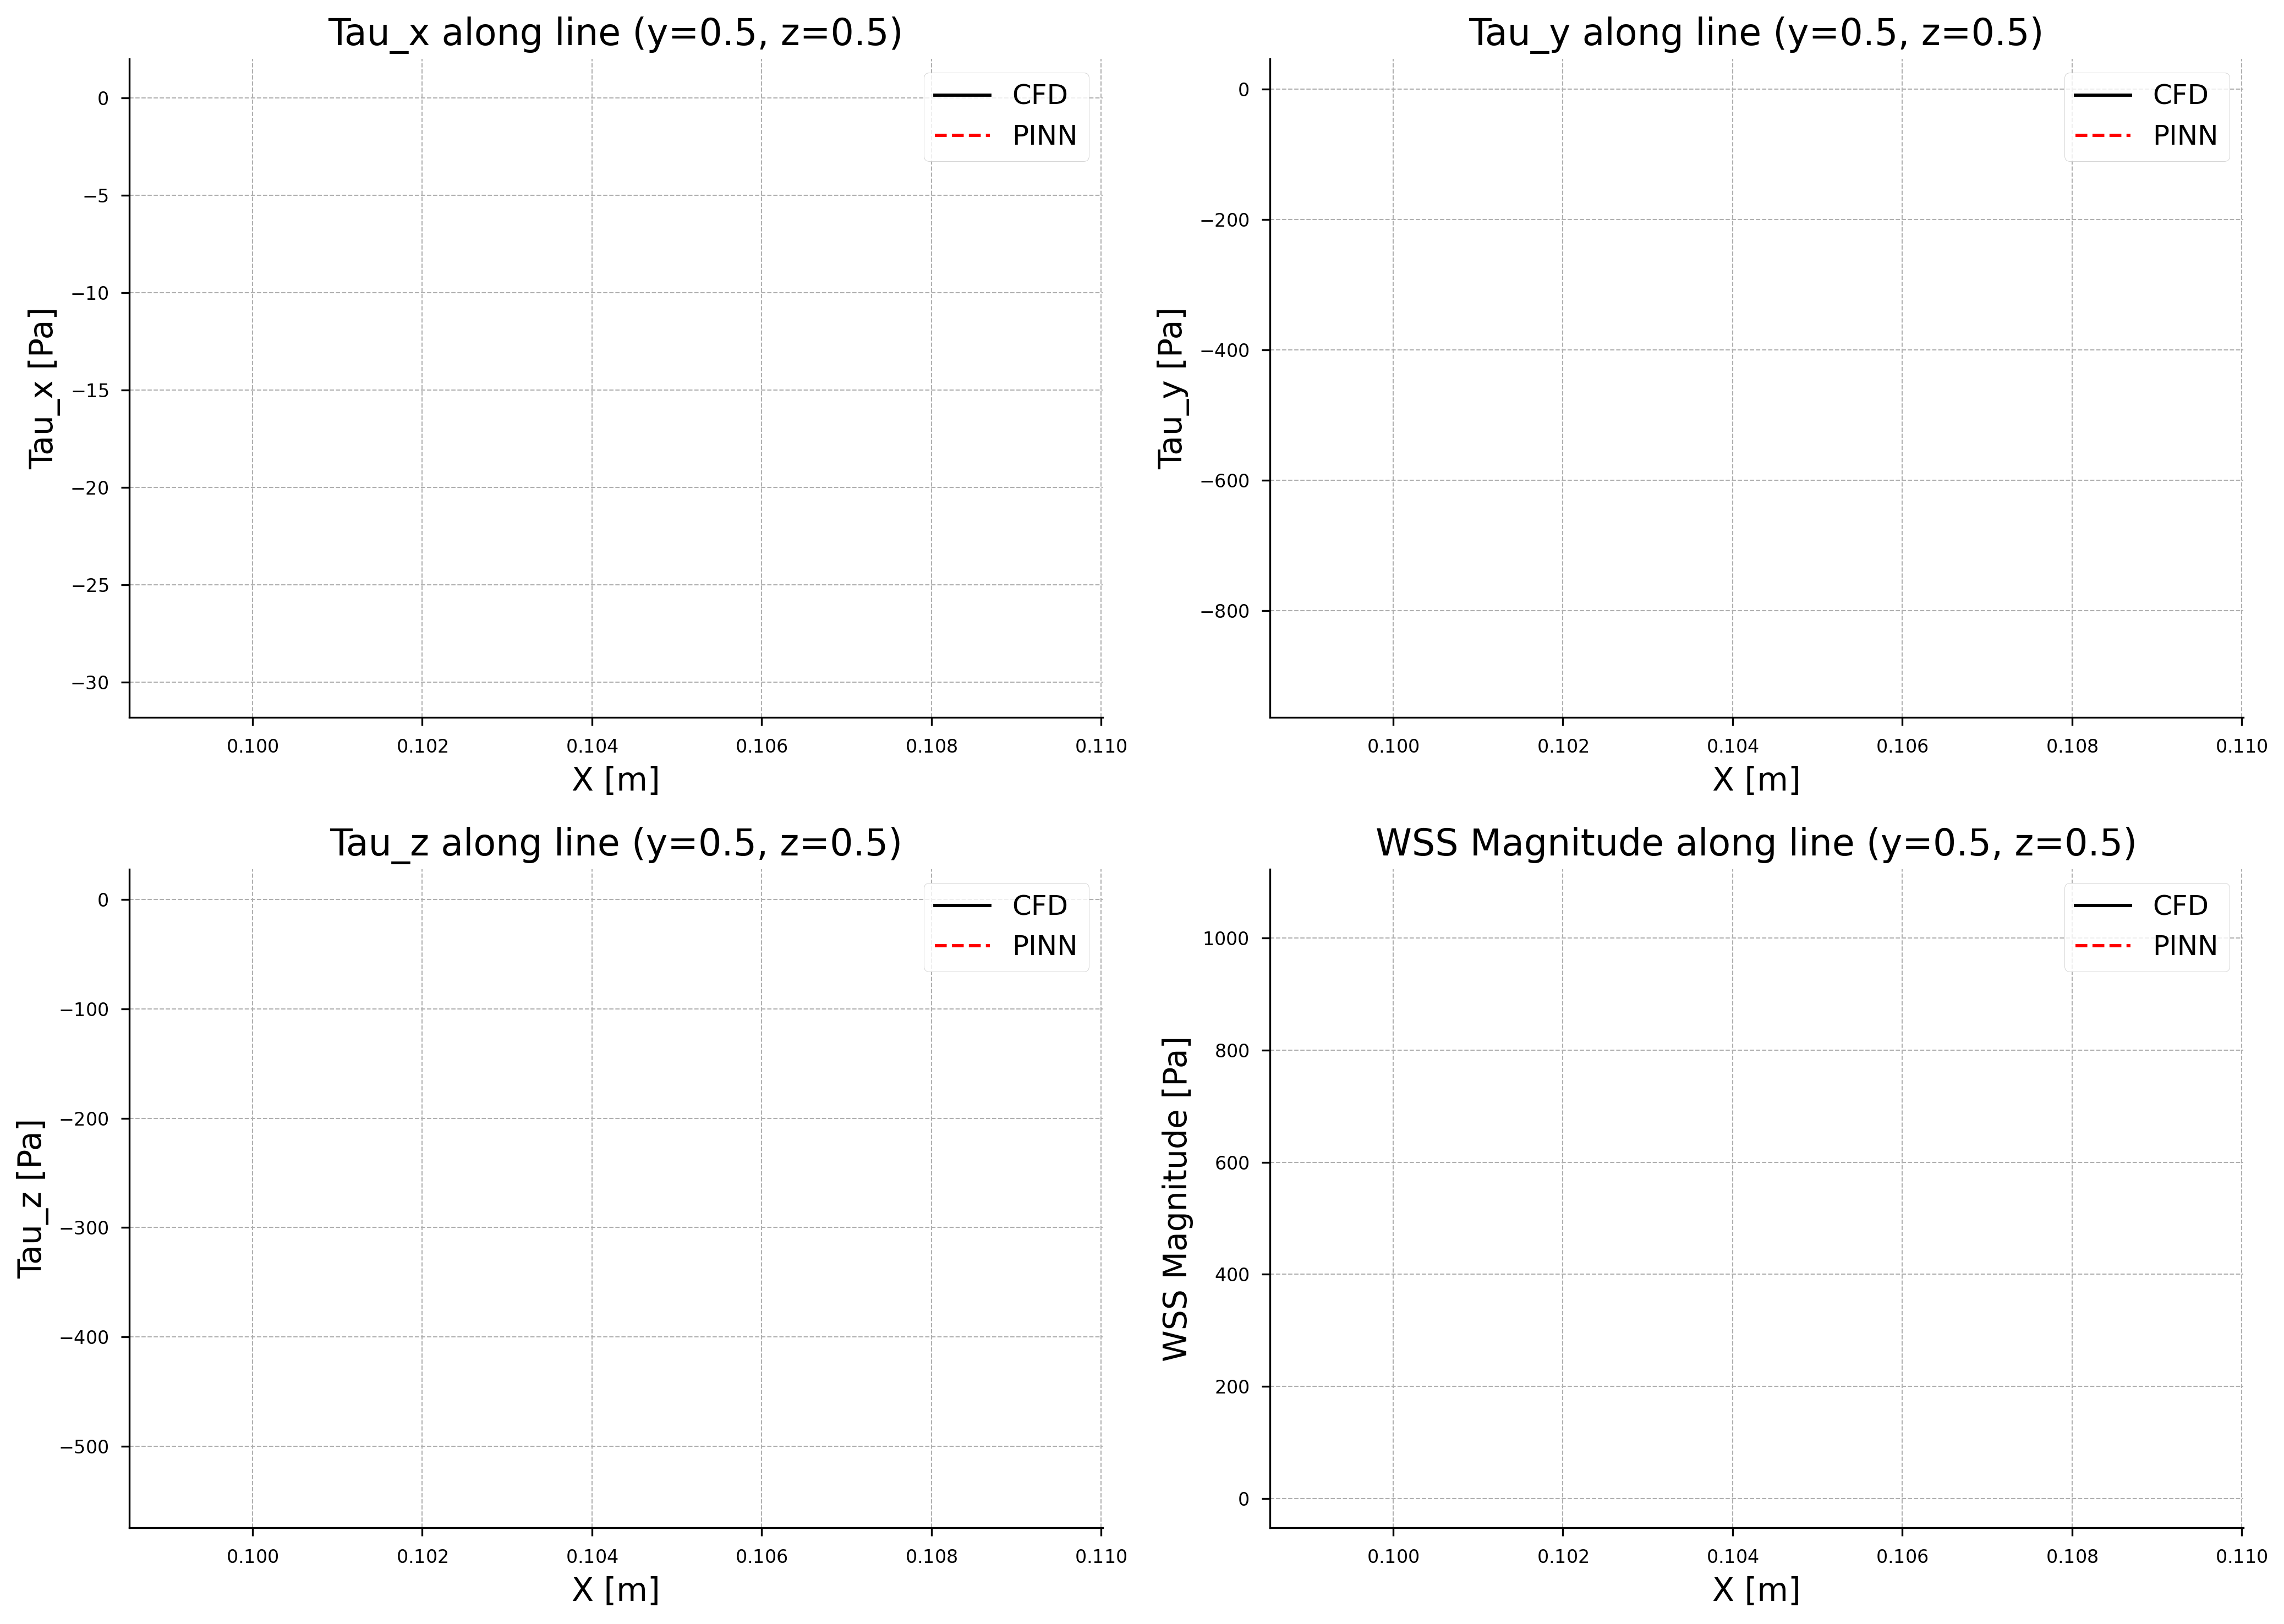 Tau_x along line (y=0.5, z=0.5)
CFD
PINN
0
−5
−10
−15
−20
−25
−30
Tau_x [Pa]
0.100 0.102 0.104 0.106 0.108 0.110
X [m]
Tau_y along line (y=0.5, z=0.5)
CFD
PINN
0
−200
−400
−600
−800
Tau_y [Pa]
0.100 0.102 0.104 0.106 0.108 0.110
X [m]
Tau_z along line (y=0.5, z=0.5)
CFD
PINN
0
−100
−200
−300
−400
−500
Tau_z [Pa]
0.100 0.102 0.104 0.106 0.108 0.110
X [m]
WSS Magnitude along line (y=0.5, z=0.5)
CFD
PINN
1000
800
600
400
200
0
WSS Magnitude [Pa]
0.100 0.102 0.104 0.106 0.108 0.110
X [m]